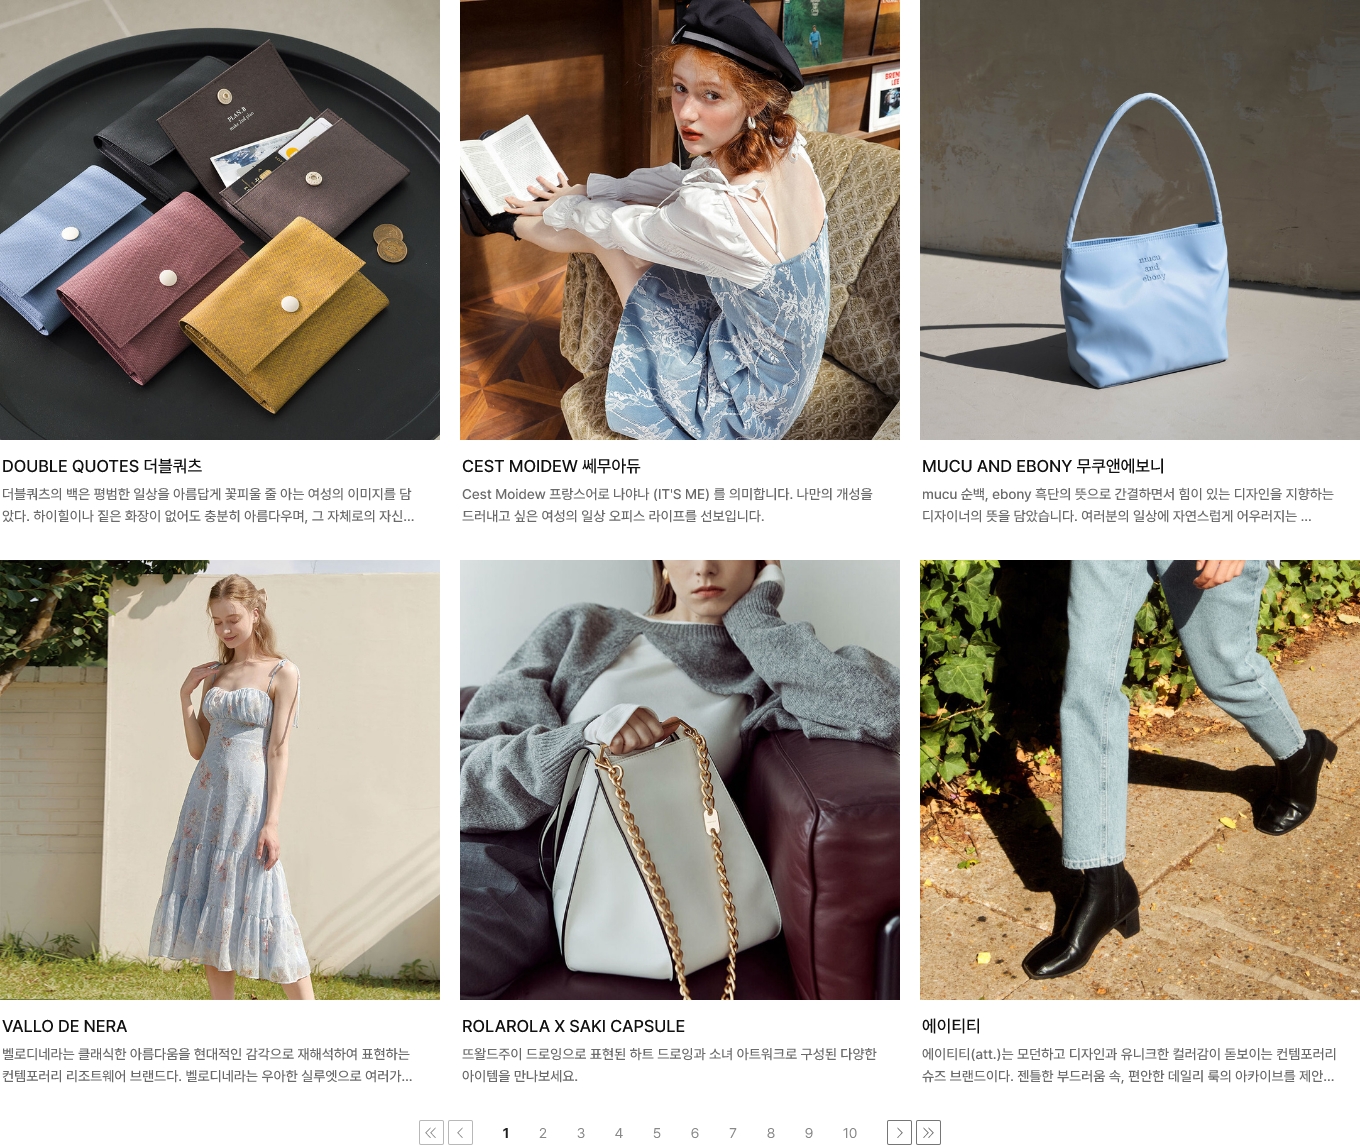 PLAN B
make 2nd plan
BREN
LEE
mucu
and
ebony
DOUBLE QUOTES 더블쿼츠
더블쿼츠의 백은 평범한 일상을 아름답게 꽃피울 줄 아는 여성의 이미지를 담
았다. 하이힐이나 짙은 화장이 없어도 충분히 아름다우며, 그 자체로의 자신...
CEST MOIDEW 쎄무아듀
Cest Moidew 프랑스어로 나야나 (IT'S ME) 를 의미합니다. 나만의 개성을
드러내고 싶은 여성의 일상 오피스 라이프를 선보입니다.
MUCU AND EBONY 무쿠앤에보니
mucu 순백, ebony 흑단의 뜻으로 간결하면서 힘이 있는 디자인을 지향하는
디자이너의 뜻을 담았습니다. 여러분의 일상에 자연스럽게 어우러지는 ...
VALLO DE NERA
벨로디네라는 클래식한 아름다움을 현대적인 감각으로 재해석하여 표현하는
컨템포러리 리조트웨어 브랜드다. 벨로디네라는 우아한 실루엣으로 여러가...
ROLAROLA X SAKI CAPSULE
뜨왈드주이 드로잉으로 표현된 하트 드로잉과 소녀 아트워크로 구성된 다양한
아이템을 만나보세요.
에이티티
에이티티(att.)는 모던하고 디자인과 유니크한 컬러감이 돋보이는 컨템포러리
슈즈 브랜드이다. 젠틀한 부드러움 속, 편안한 데일리 룩의 아카이브를 제안...
1 2 3 4 5 6 7 8 9 10